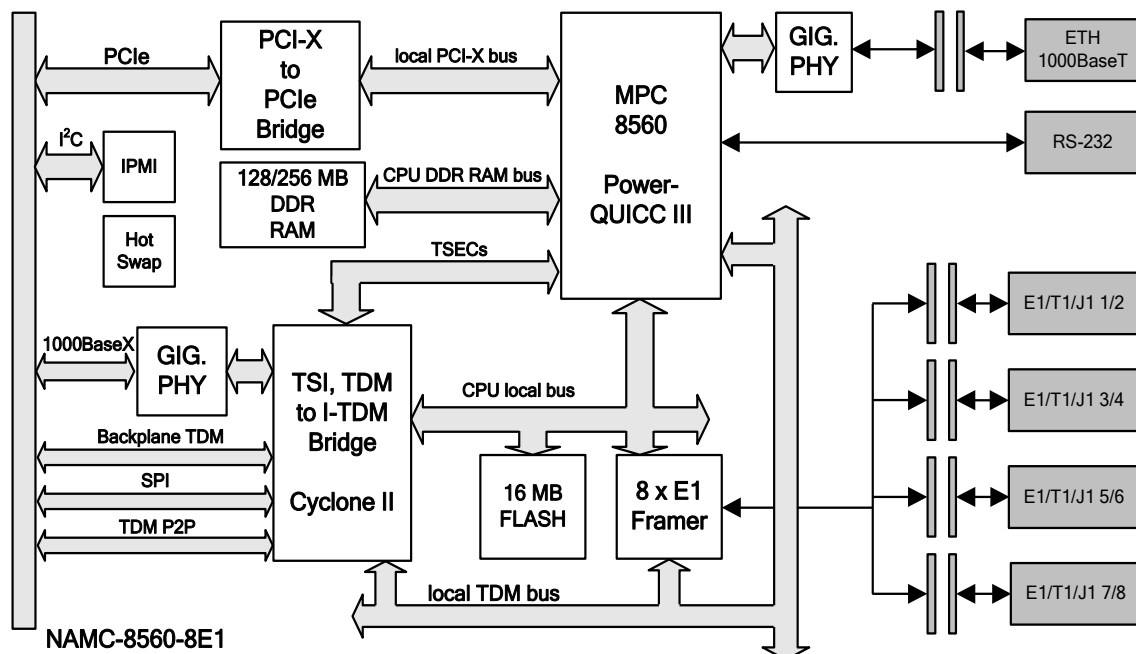 PCIe
PCI-X
to
PCIe
Bridge
local PCI-X bus
MPC
8560
Power-
QUICC III
GIG.
PHY
ETH
1000BaseT
RS-232
I²C
IPMI
Hot
Swap
128/256 MB
DDR
RAM
CPU DDR RAM bus
TSECs
1000BaseX
GIG.
PHY
TSI, TDM
to I-TDM
Bridge
Cyclone II
Backplane TDM
SPI
TDM P2P
CPU local bus
16 MB
FLASH
8 x E1
Framer
local TDM bus
E1/T1/J1 1/2
E1/T1/J1 3/4
E1/T1/J1 5/6
E1/T1/J1 7/8
NAMC-8560-8E1